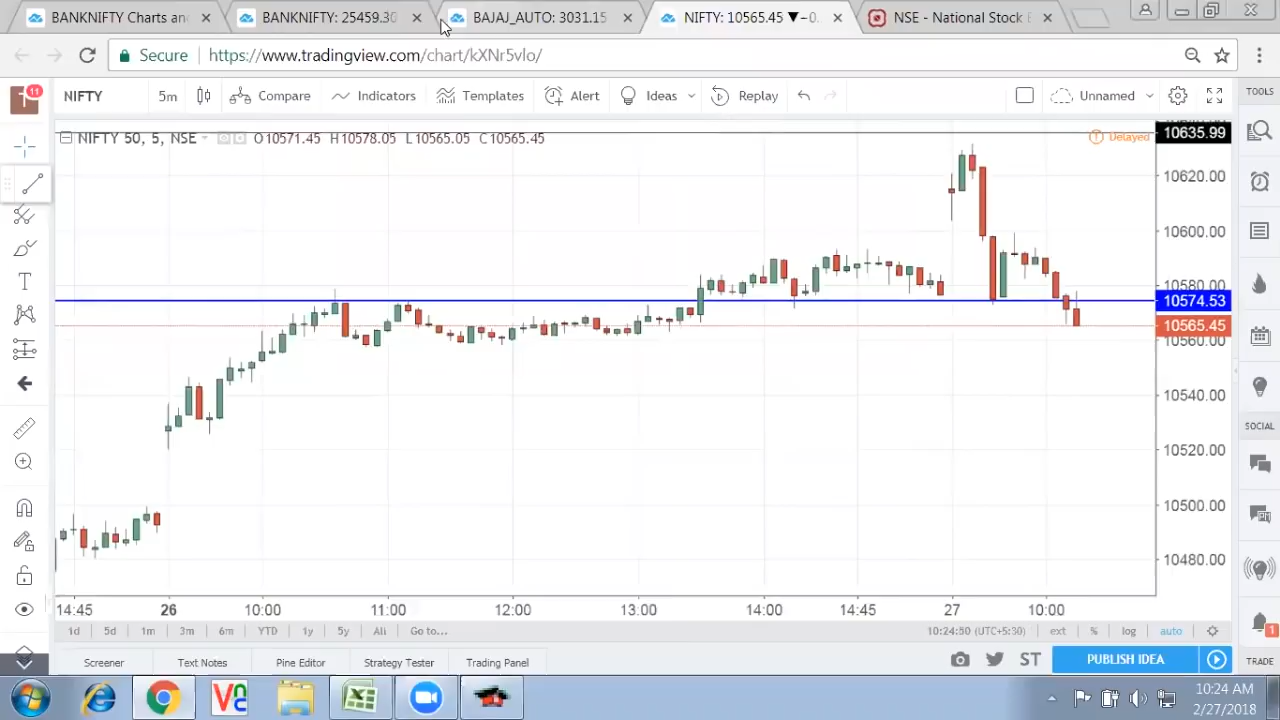 BANKNIFTY Charts an
BANKNIFTY: 25459.30
BAJAJ_AUTO: 3031.15
NIFTY: 10565.45 ▼−0.
NSE - National Stock E
Secure
https://www.tradingview.com/chart/kXNr5vlo/
11
NIFTY
5m
Compare
Indicators
Templates
Alert
Ideas
Replay
Unnamed
TOOLS
NIFTY 50, 5, NSE
O10571.45 H10578.05 L10565.05 C10565.45
Delayed
10635.99
10620.00
10600.00
10580.00
10574.53
10565.45
10560.00
10540.00
10520.00
10500.00
10480.00
SOCIAL
1
14:45 26 10:00 11:00 12:00 13:00 14:00 14:45 27 10:00
1d 5d 1m 3m 6m YTD 1y 5y All Go to...
10:24:50 (UTC+5:30) ext % log auto
Screener Text Notes Pine Editor Strategy Tester Trading Panel
ST
PUBLISH IDEA
TRADE
10:24 AM
2/27/2018